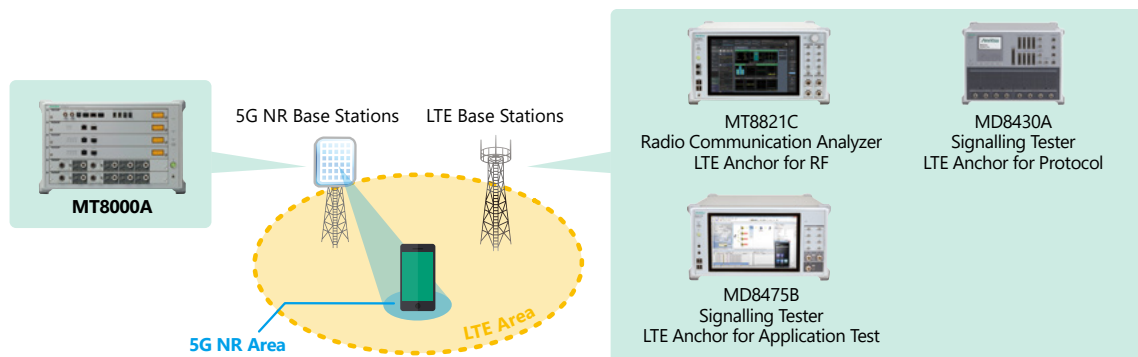 MT8000A
5G NR Base Stations
LTE Base Stations
5G NR Area
LTE Area
MT8821C
Radio Communication Analyzer
LTE Anchor for RF
MD8430A
Signalling Tester
LTE Anchor for Protocol
MD8475B
Signalling Tester
LTE Anchor for Application Test